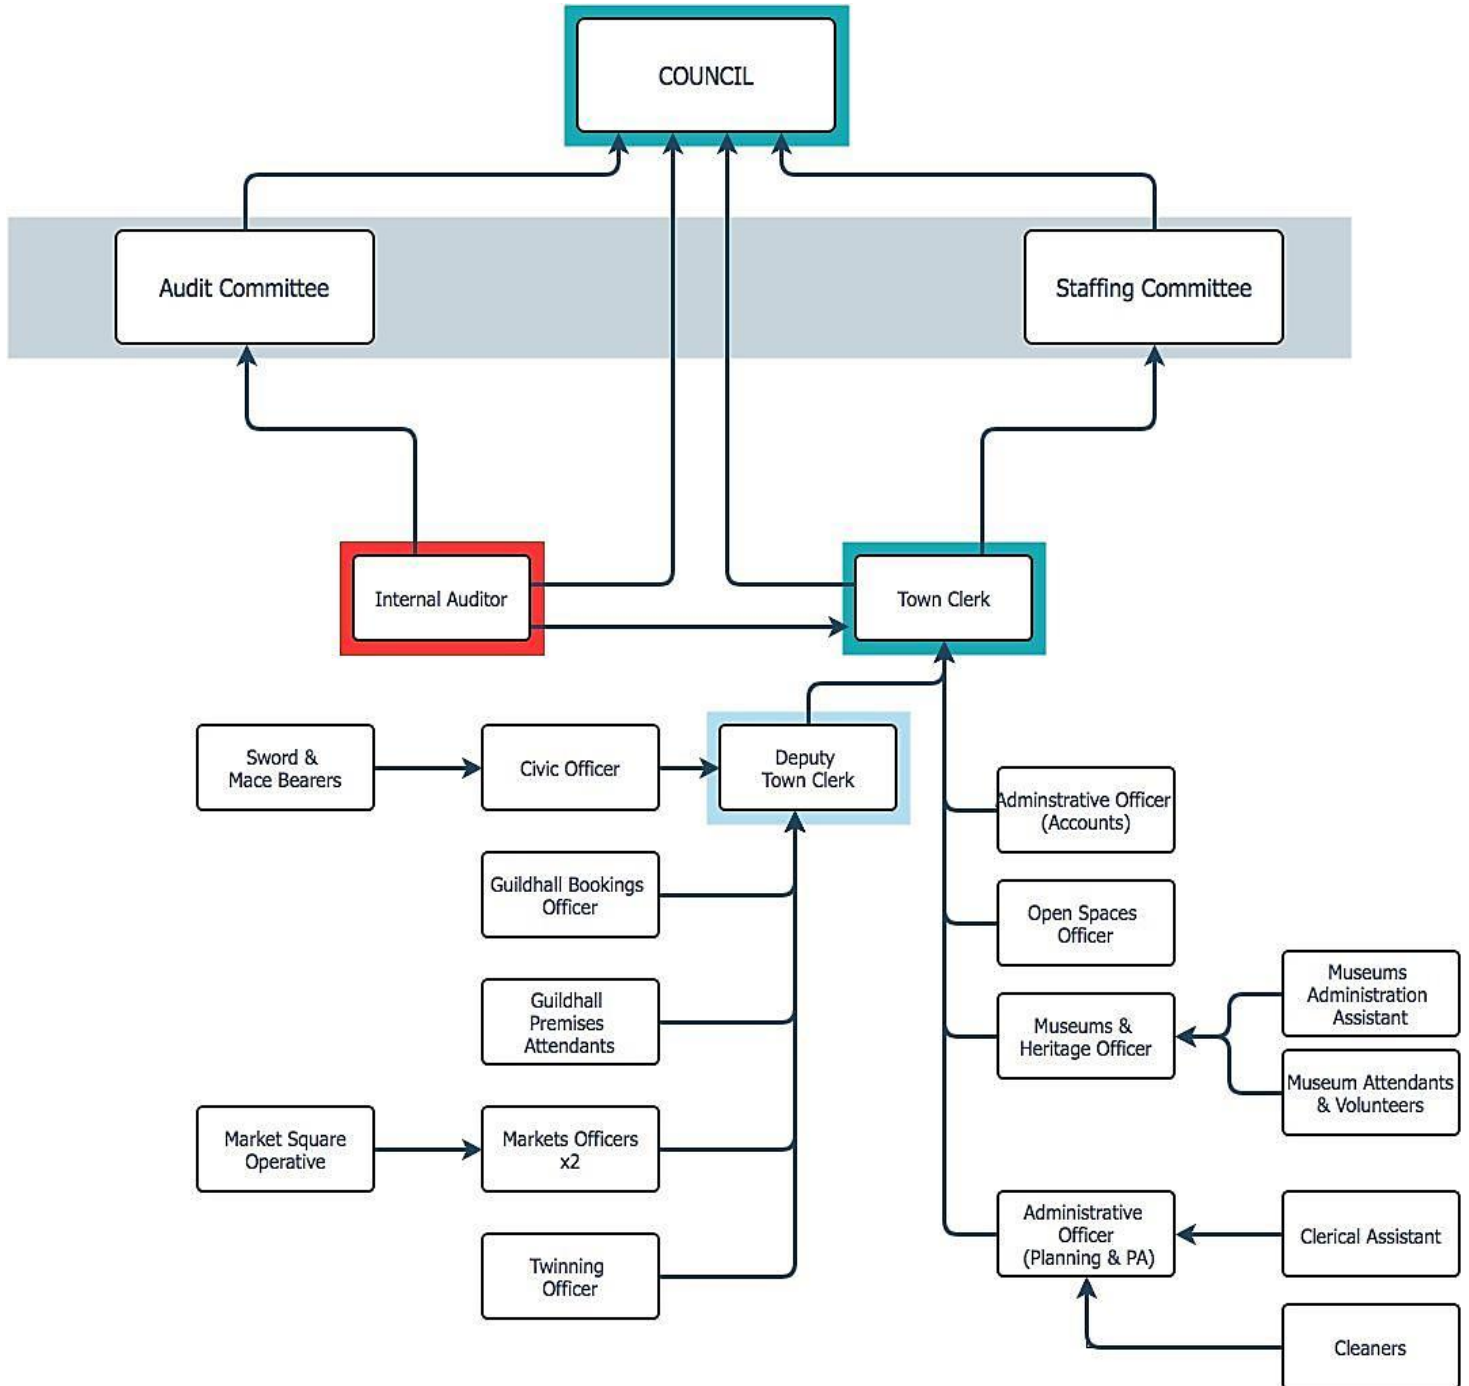 COUNCIL
Audit Committee
Staffing Committee
Internal Auditor
Town Clerk
Sword &
Mace Bearers
Civic Officer
Deputy
Town Clerk
Adminstrative Officer
(Accounts)
Guildhall Bookings
Officer
Open Spaces
Officer
Guildhall
Premises
Attendants
Museums &
Heritage Officer
Museums
Administration
Assistant
Museum Attendants
& Volunteers
Market Square
Operative
Markets Officers
x2
Administrative
Officer
(Planning & PA)
Clerical Assistant
Twinning
Officer
Cleaners